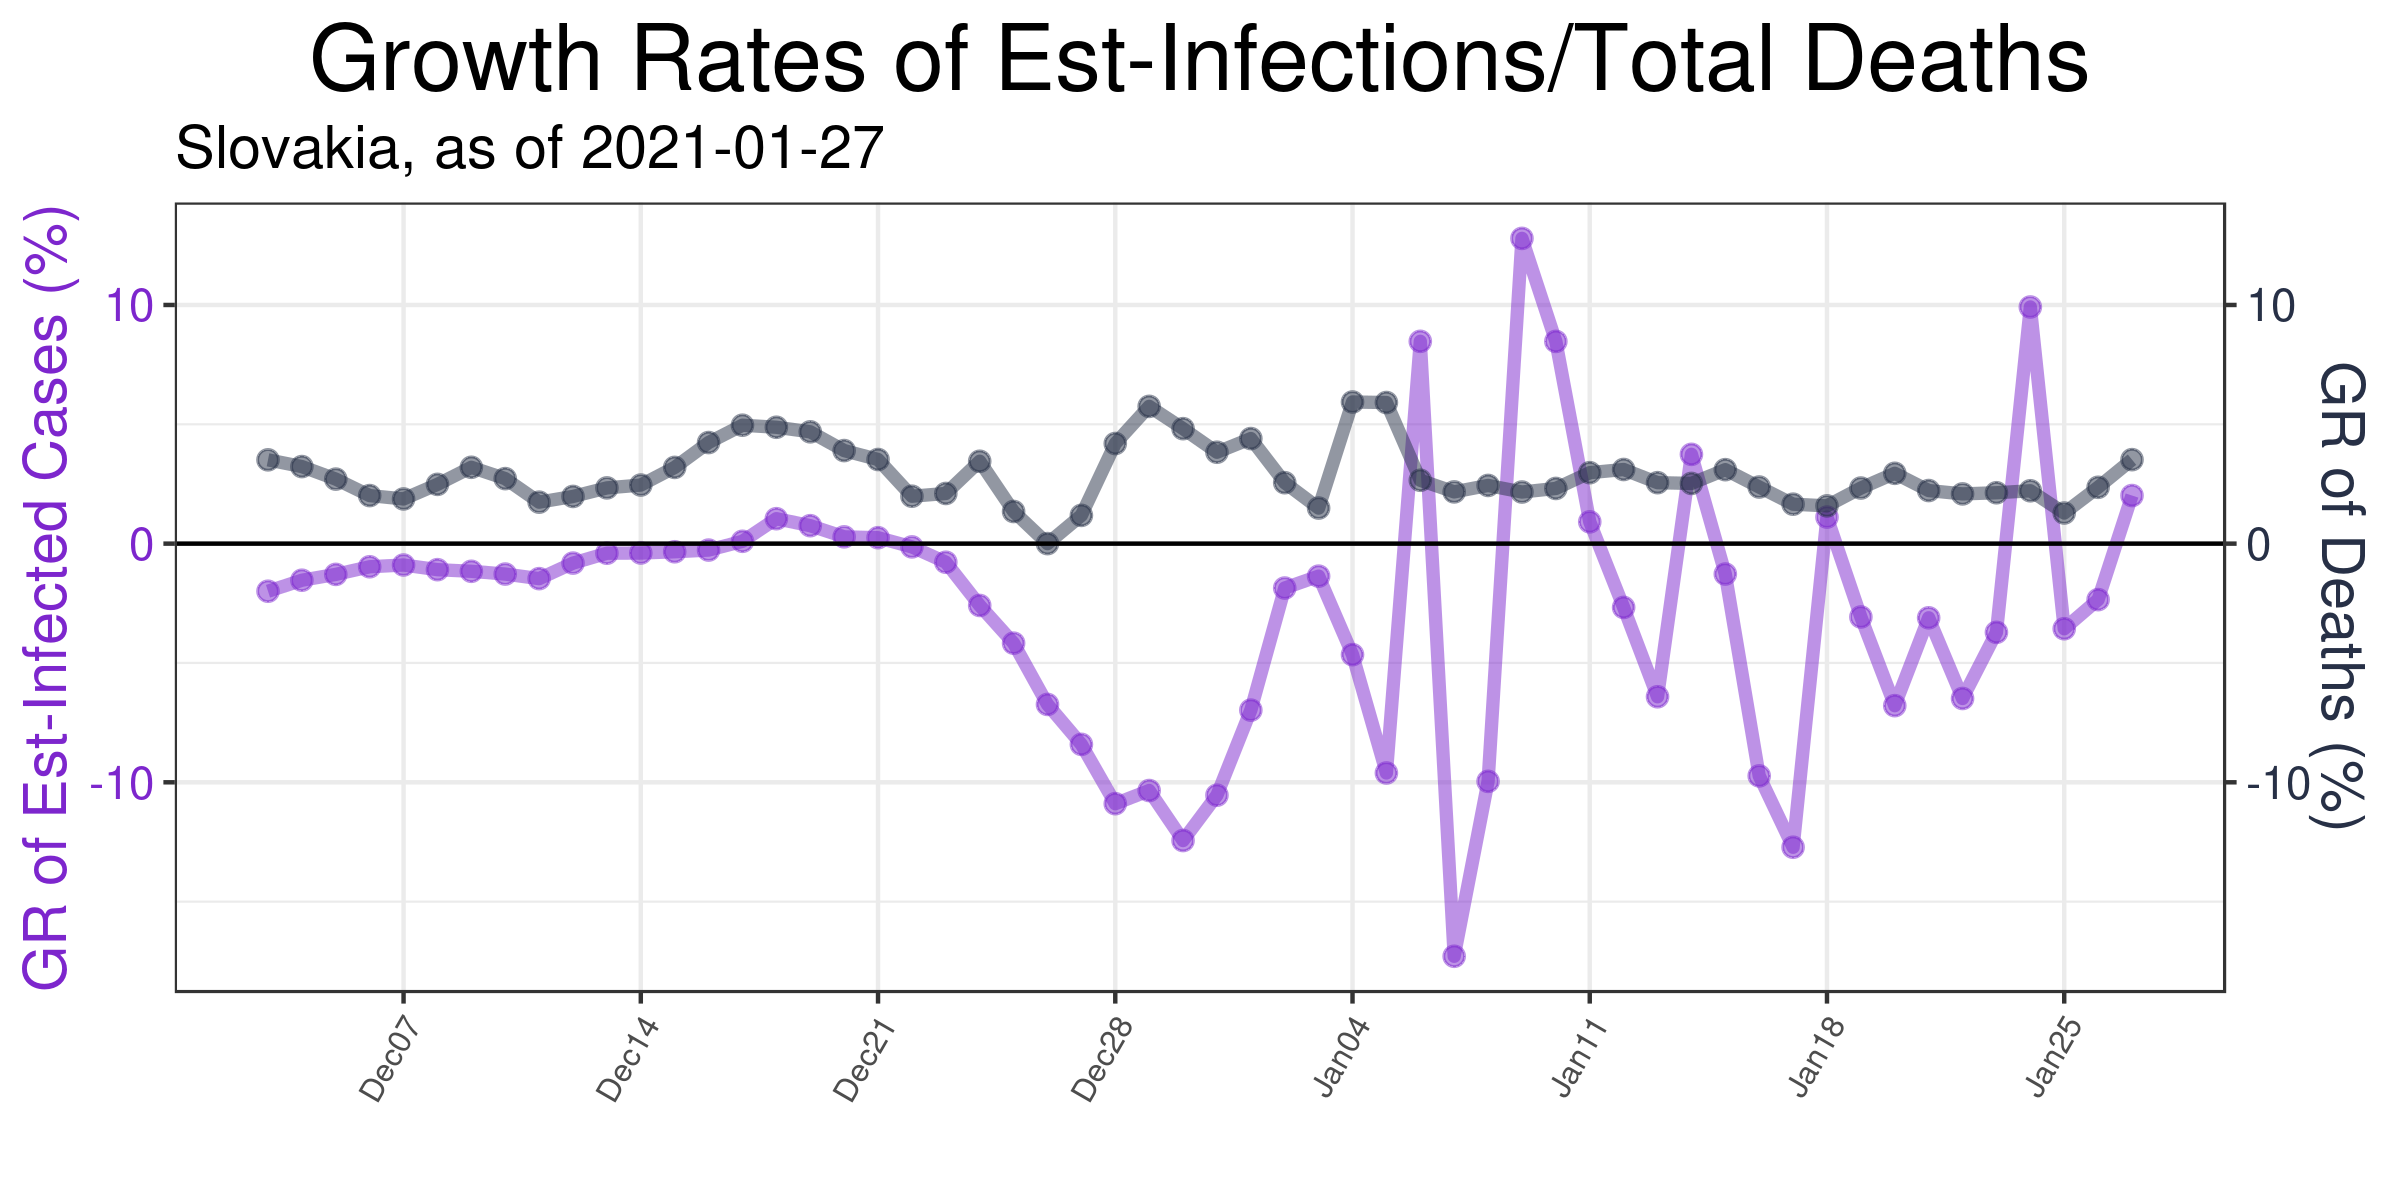 Growth Rates of Est-Infections/Total Deaths
Slovakia, as of 2021-01-27
GR of Est-Infected Cases (%)
10
0
-10
10
0
-10
GR of Deaths (%)
Dec07
Dec14
Dec21
Dec28
Jan04
Jan11
Jan18
Jan25